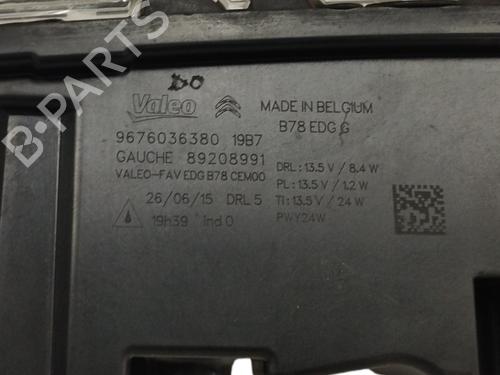 DO
Valeo
MADE IN BELGIUM
B78 EDG G
9676036380 19B7
GAUCHE 89208991
VALEO-FAV EDG B78 CEM00
26/06/15 DRL 5
19h39 Ind 0
DRL: 13.5 V / 8.4 W
PL: 13.5 V / 1.2 W
TI: 13.5 V / 24 W
PWY24W
B-PARTS